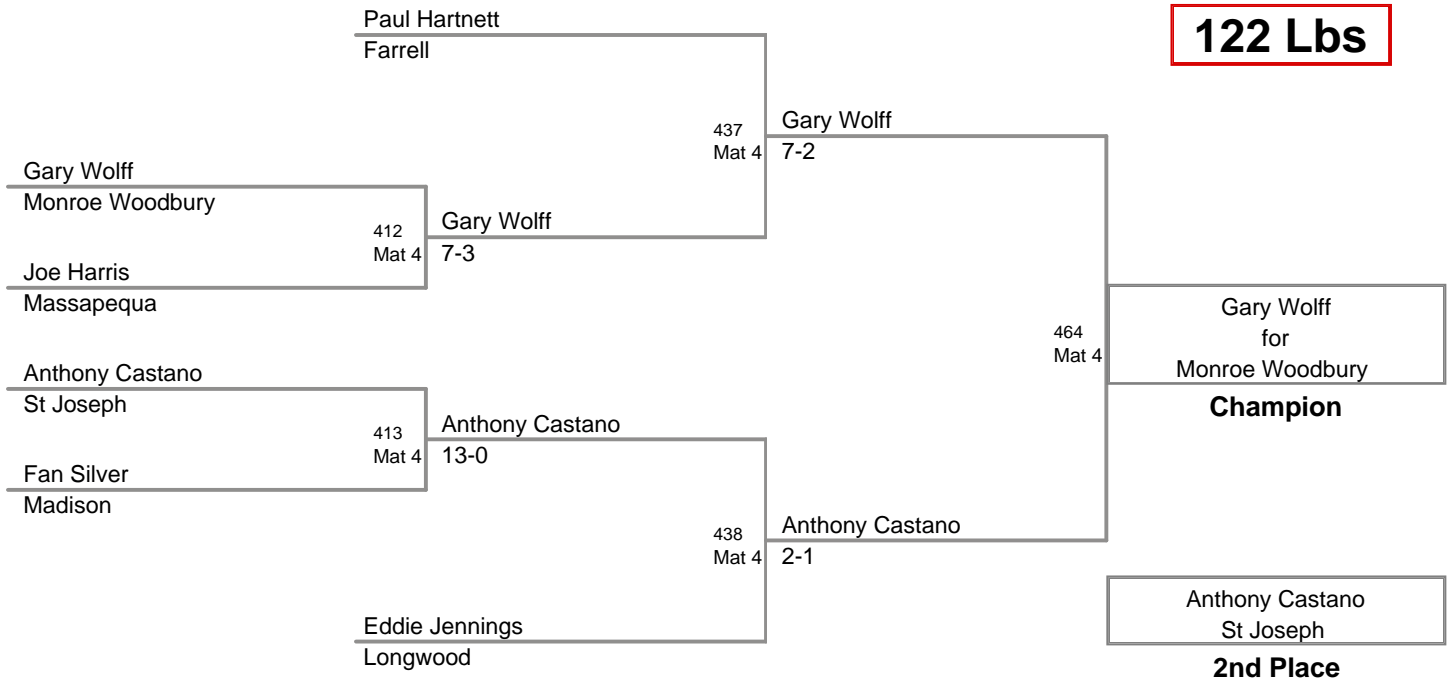 Paul Hartnett
Farrell
122 Lbs
437
Mat 4
Gary Wolff
7-2
Gary Wolff
Monroe Woodbury
412
Mat 4
Gary Wolff
7-3
Joe Harris
Massapequa
464
Mat 4
Gary Wolff
for
Monroe Woodbury
Champion
Anthony Castano
St Joseph
413
Mat 4
Anthony Castano
13-0
Fan Silver
Madison
438
Mat 4
Anthony Castano
2-1
Eddie Jennings
Longwood
Anthony Castano
St Joseph
2nd Place